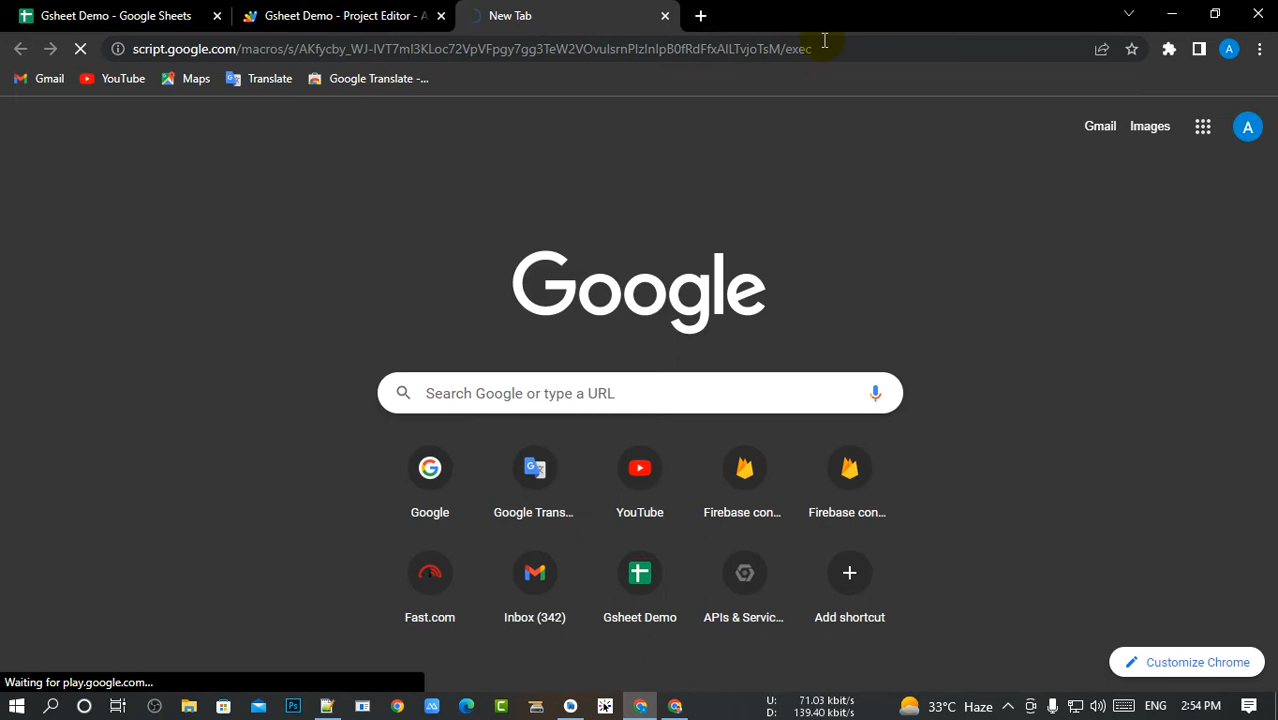 Gsheet Demo - Google Sheets
Gsheet Demo - Project Editor - A
New Tab
script.google.com/macros/s/AKfycby_WJ-IVT7ml3KLoc72VpVFpgy7gg3TeW2VOvulsrnPlzlnlpB0fRdFfxAILTvjoTsM/exec
Gmail
YouTube
Maps
Translate
Google Translate -...
A
Gmail
Images
A
Google
Search Google or type a URL
Google
Google Trans...
YouTube
Firebase con...
Firebase con...
Fast.com
Inbox (342)
Gsheet Demo
APIs & Servic...
Add shortcut
Customize Chrome
Waiting for play.google.com...
Ps
U: 71.03 kbit/s
D: 139.40 kbit/s
33°C Haze
ENG
2:54 PM